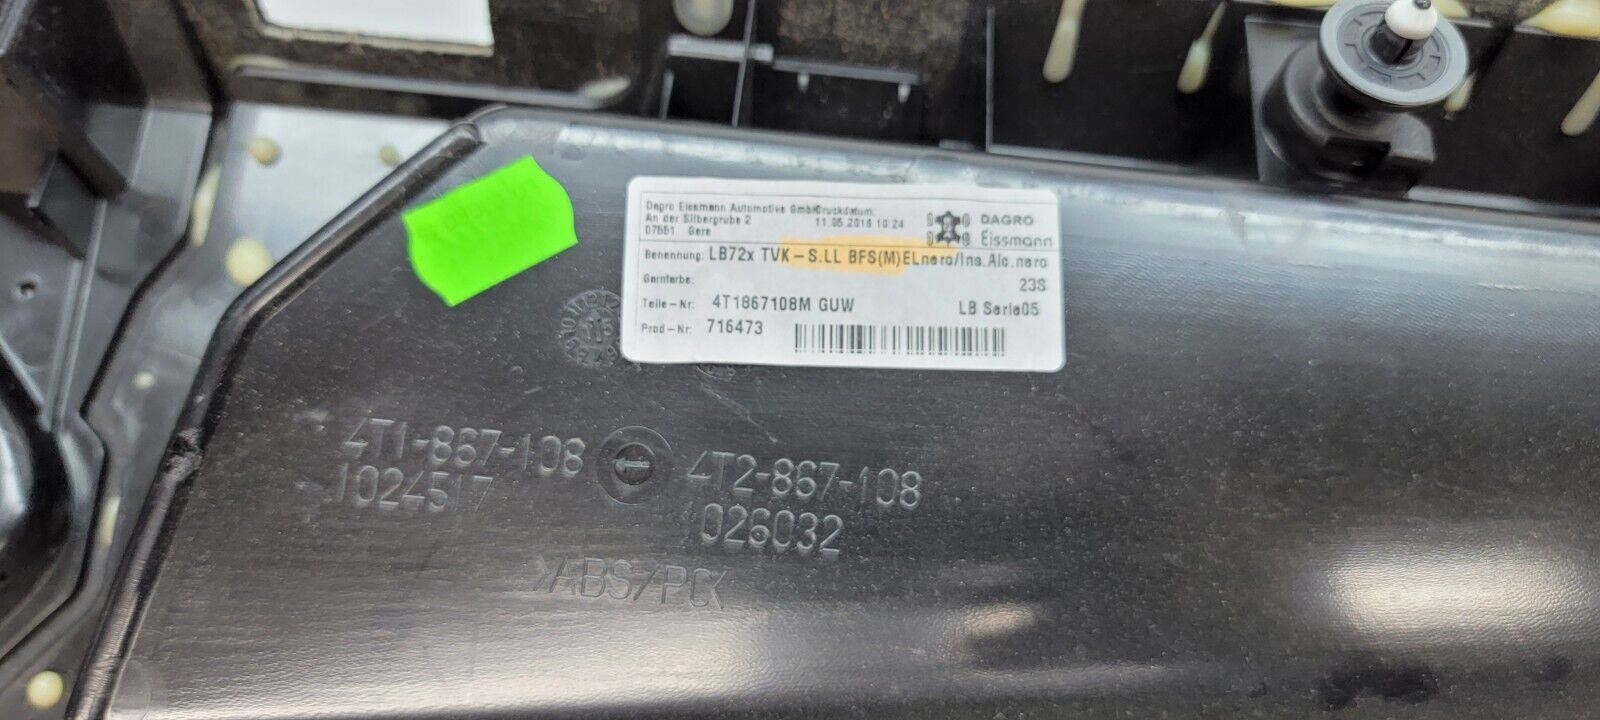 Dagro Eissmann Automotive GmbH Druckdatum:
An der Silbergrube 2 11.05.2016 10:24
07551 Gera
DAGRO
Eissmann
Benennung: LB72x TVK-S.LL BFS(M)ELnero/Ins.Alc.nero
Garnfarbe: 23S
Teile-Nr: 4T1867108M GUW LB Serie05
Prod-Nr: 716473
4T1-867-108 1 4T2-867-108
1024517 1026032
>ABS/PC<